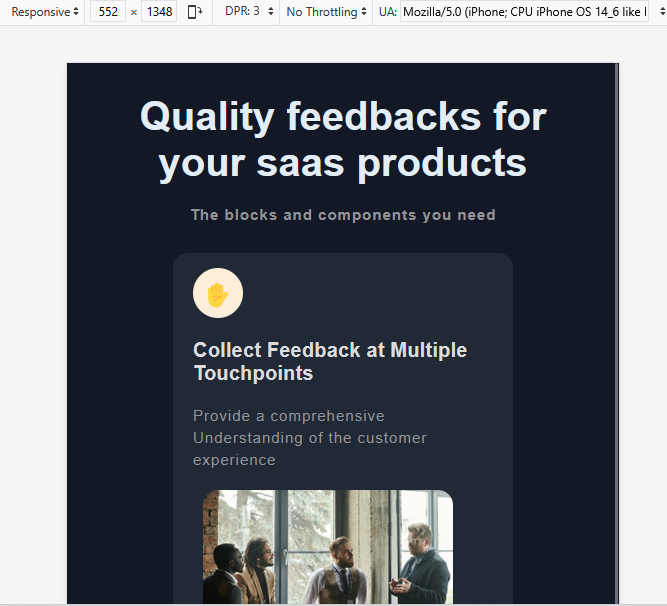 Responsive 552 × 1348 DPR: 3 No Throttling UA: Mozilla/5.0 (iPhone; CPU iPhone OS 14_6 like
Quality feedbacks for
your saas products
The blocks and components you need
Collect Feedback at Multiple
Touchpoints
Provide a comprehensive
Understanding of the customer
experience